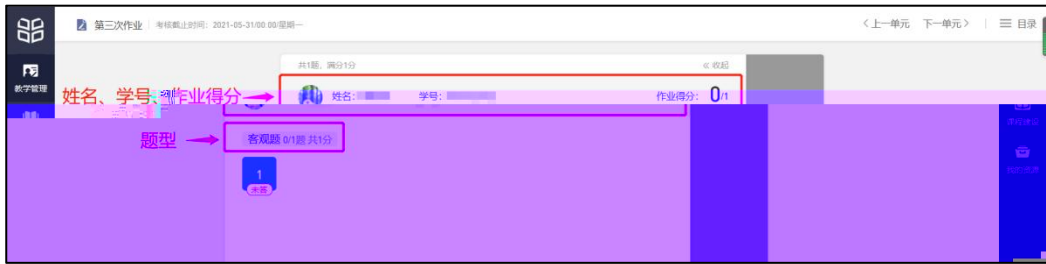 第三次作业 考核截止时间：2021-05-31/00:00/星期一
〈上一单元 下一单元〉 目录
共1题，满分1分 《 收起
教学管理
姓名、学号、作业得分
姓名： 学号： 作业得分： 0/1
题型
客观题 0/1题 共1分
1
未答